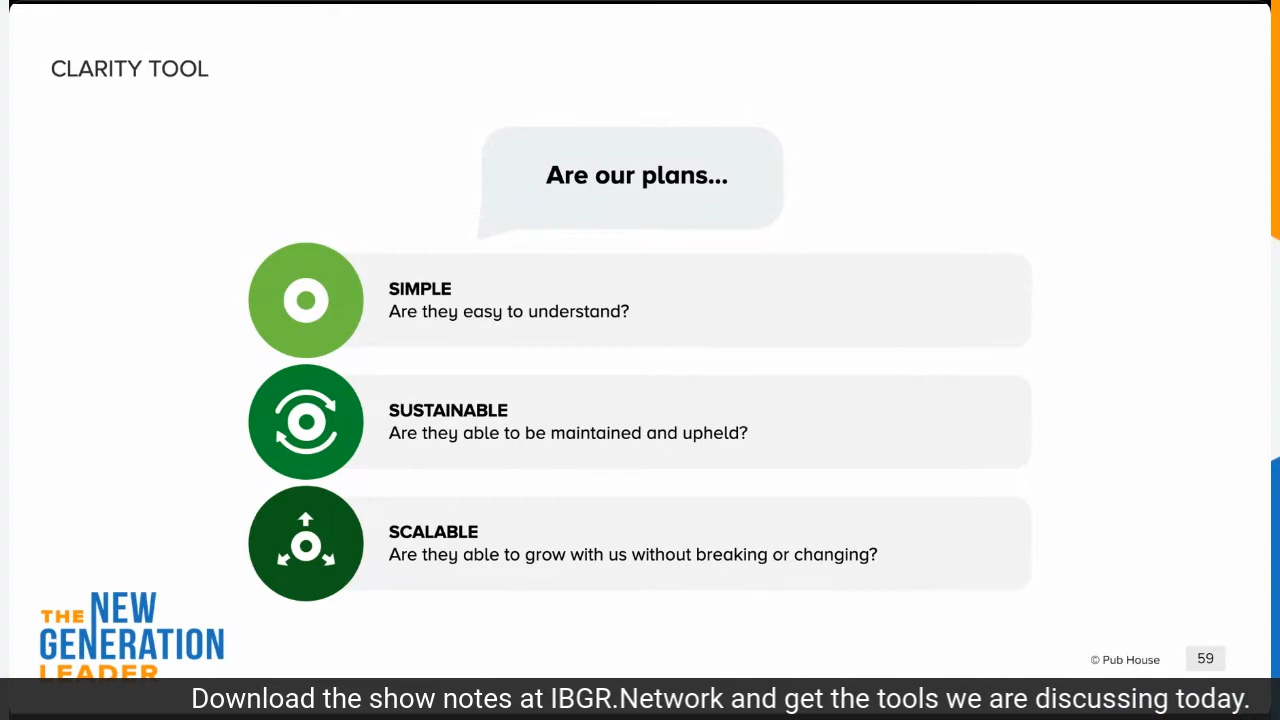 CLARITY TOOL
Are our plans...
SIMPLE
Are they easy to understand?
SUSTAINABLE
Are they able to be maintained and upheld?
SCALABLE
Are they able to grow with us without breaking or changing?
THE NEW
GENERATION
LEADER
© Pub House
59
Download the show notes at IBGR.Network and get the tools we are discussing today.